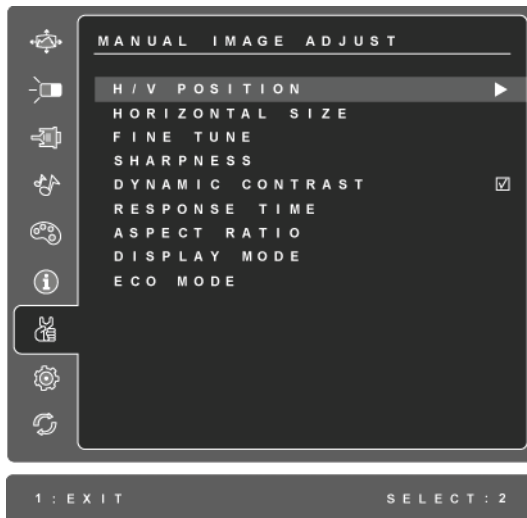 MANUAL IMAGE ADJUST
H/V POSITION
HORIZONTAL SIZE
FINE TUNE
SHARPNESS
DYNAMIC CONTRAST
RESPONSE TIME
ASPECT RATIO
DISPLAY MODE
ECO MODE
1:EXIT SELECT:2